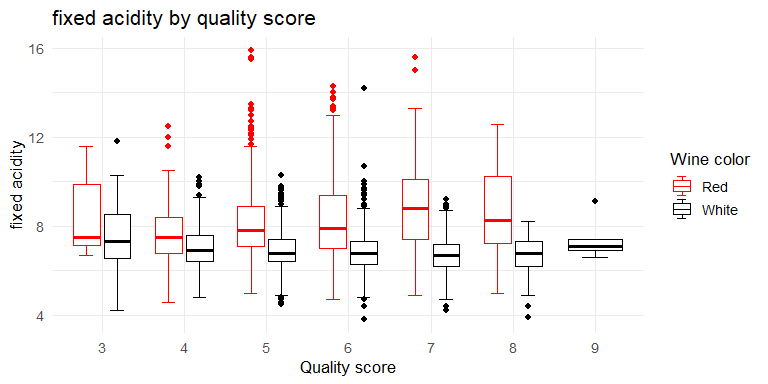 fixed acidity by quality score
16
12
8
4
fixed acidity
3 4 5 6 7 8 9
Quality score
Wine color
Red
White